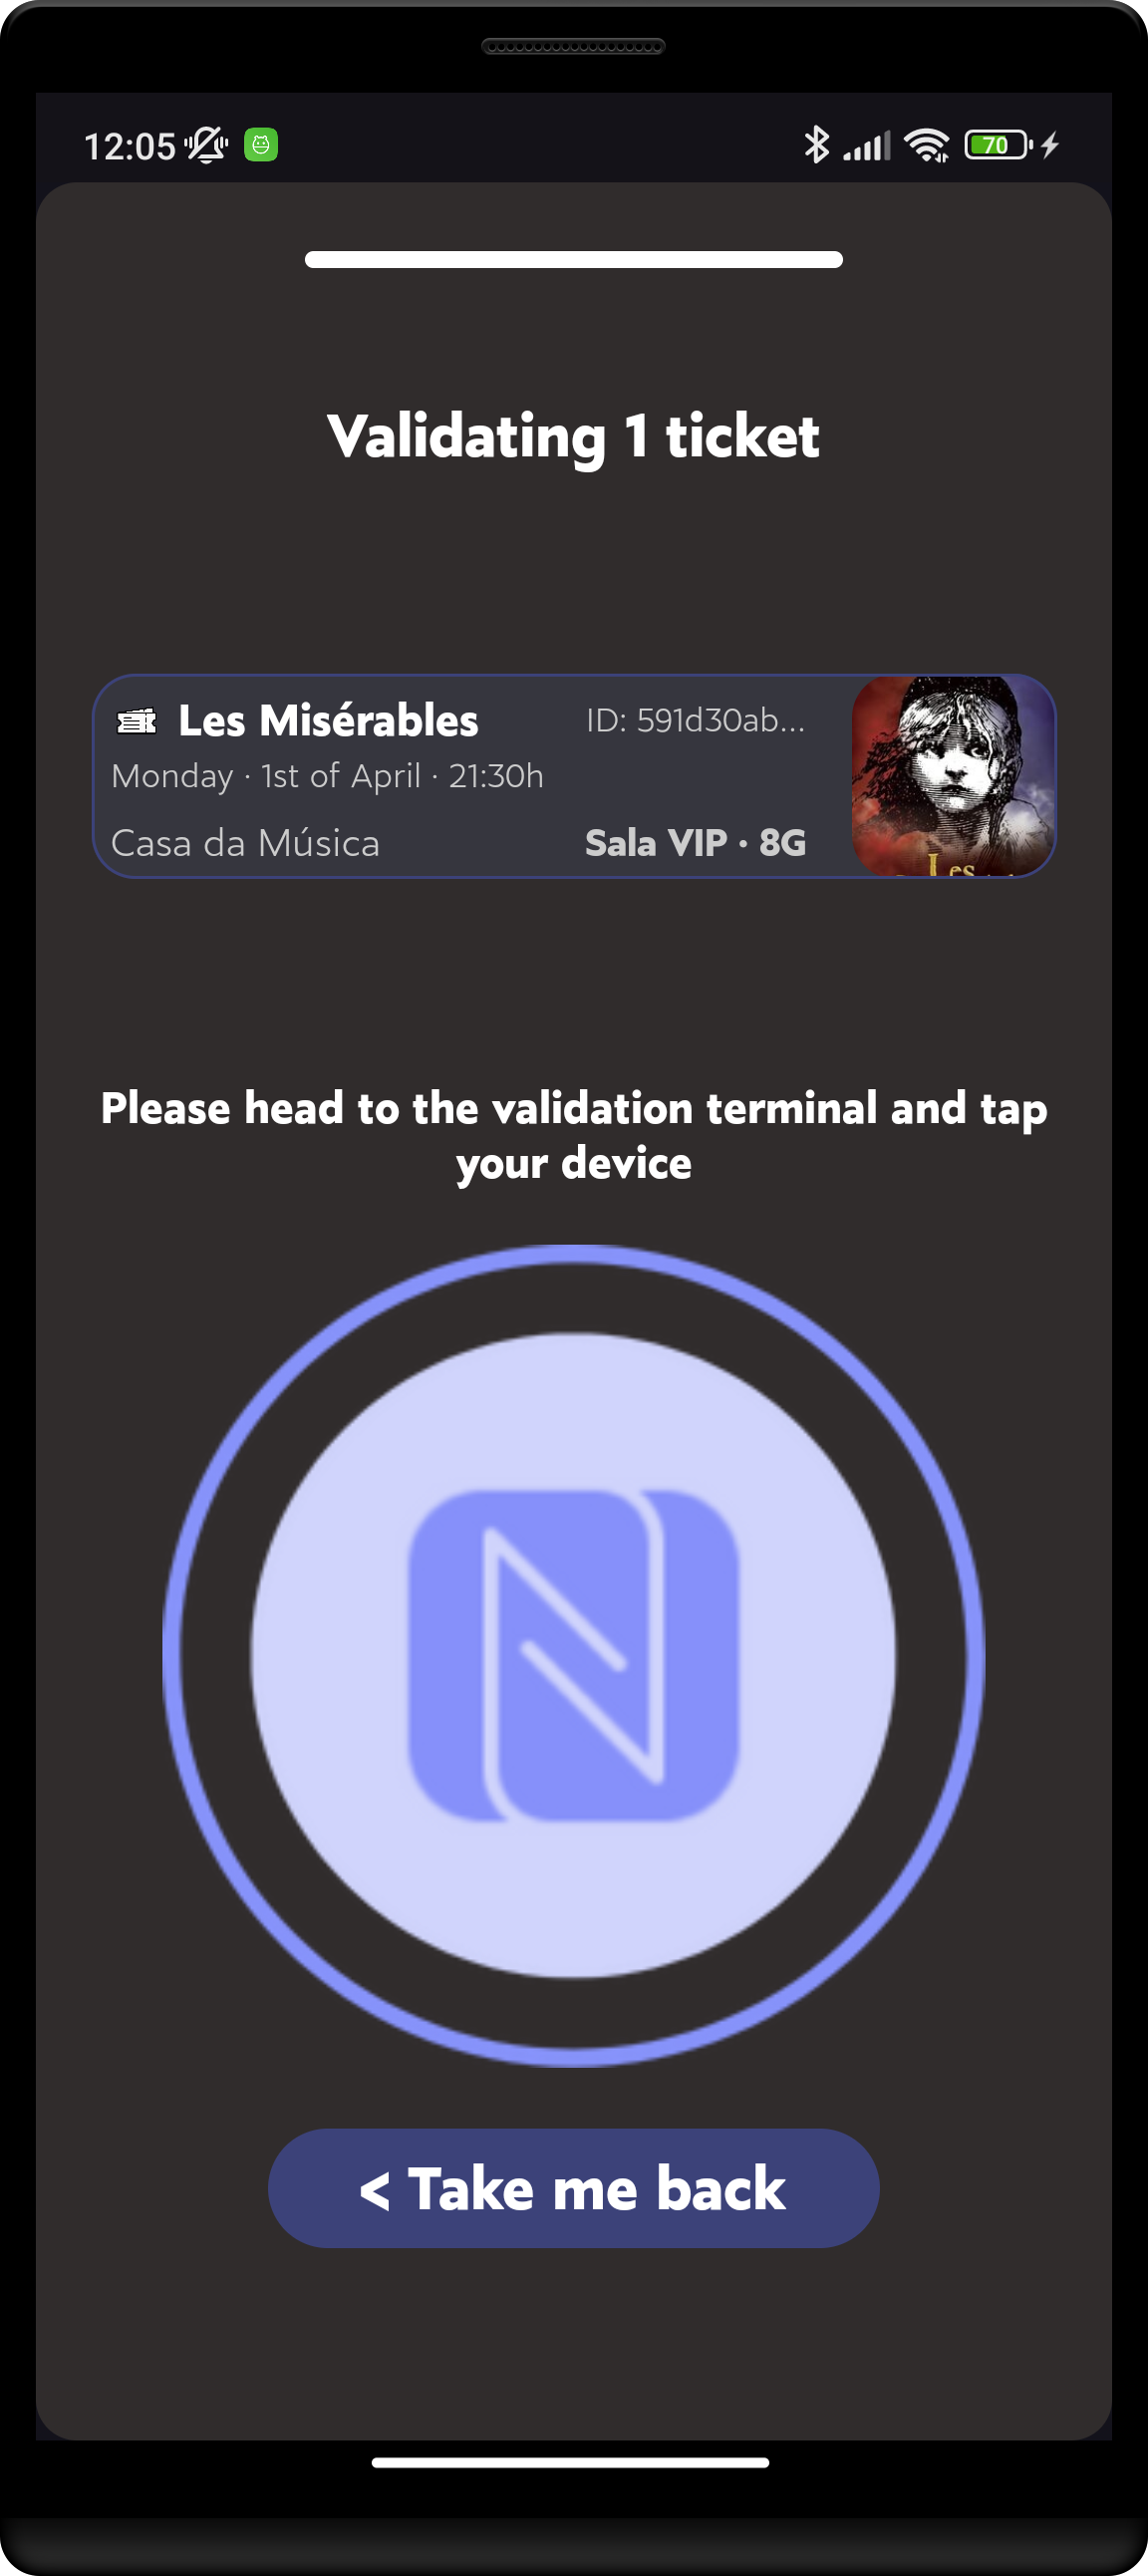 12:05
70
Validating 1 ticket
Les Misérables
ID: 591d30ab...
Monday · 1st of April · 21:30h
Casa da Música
Sala VIP · 8G
Les
Please head to the validation terminal and tap
your device
< Take me back